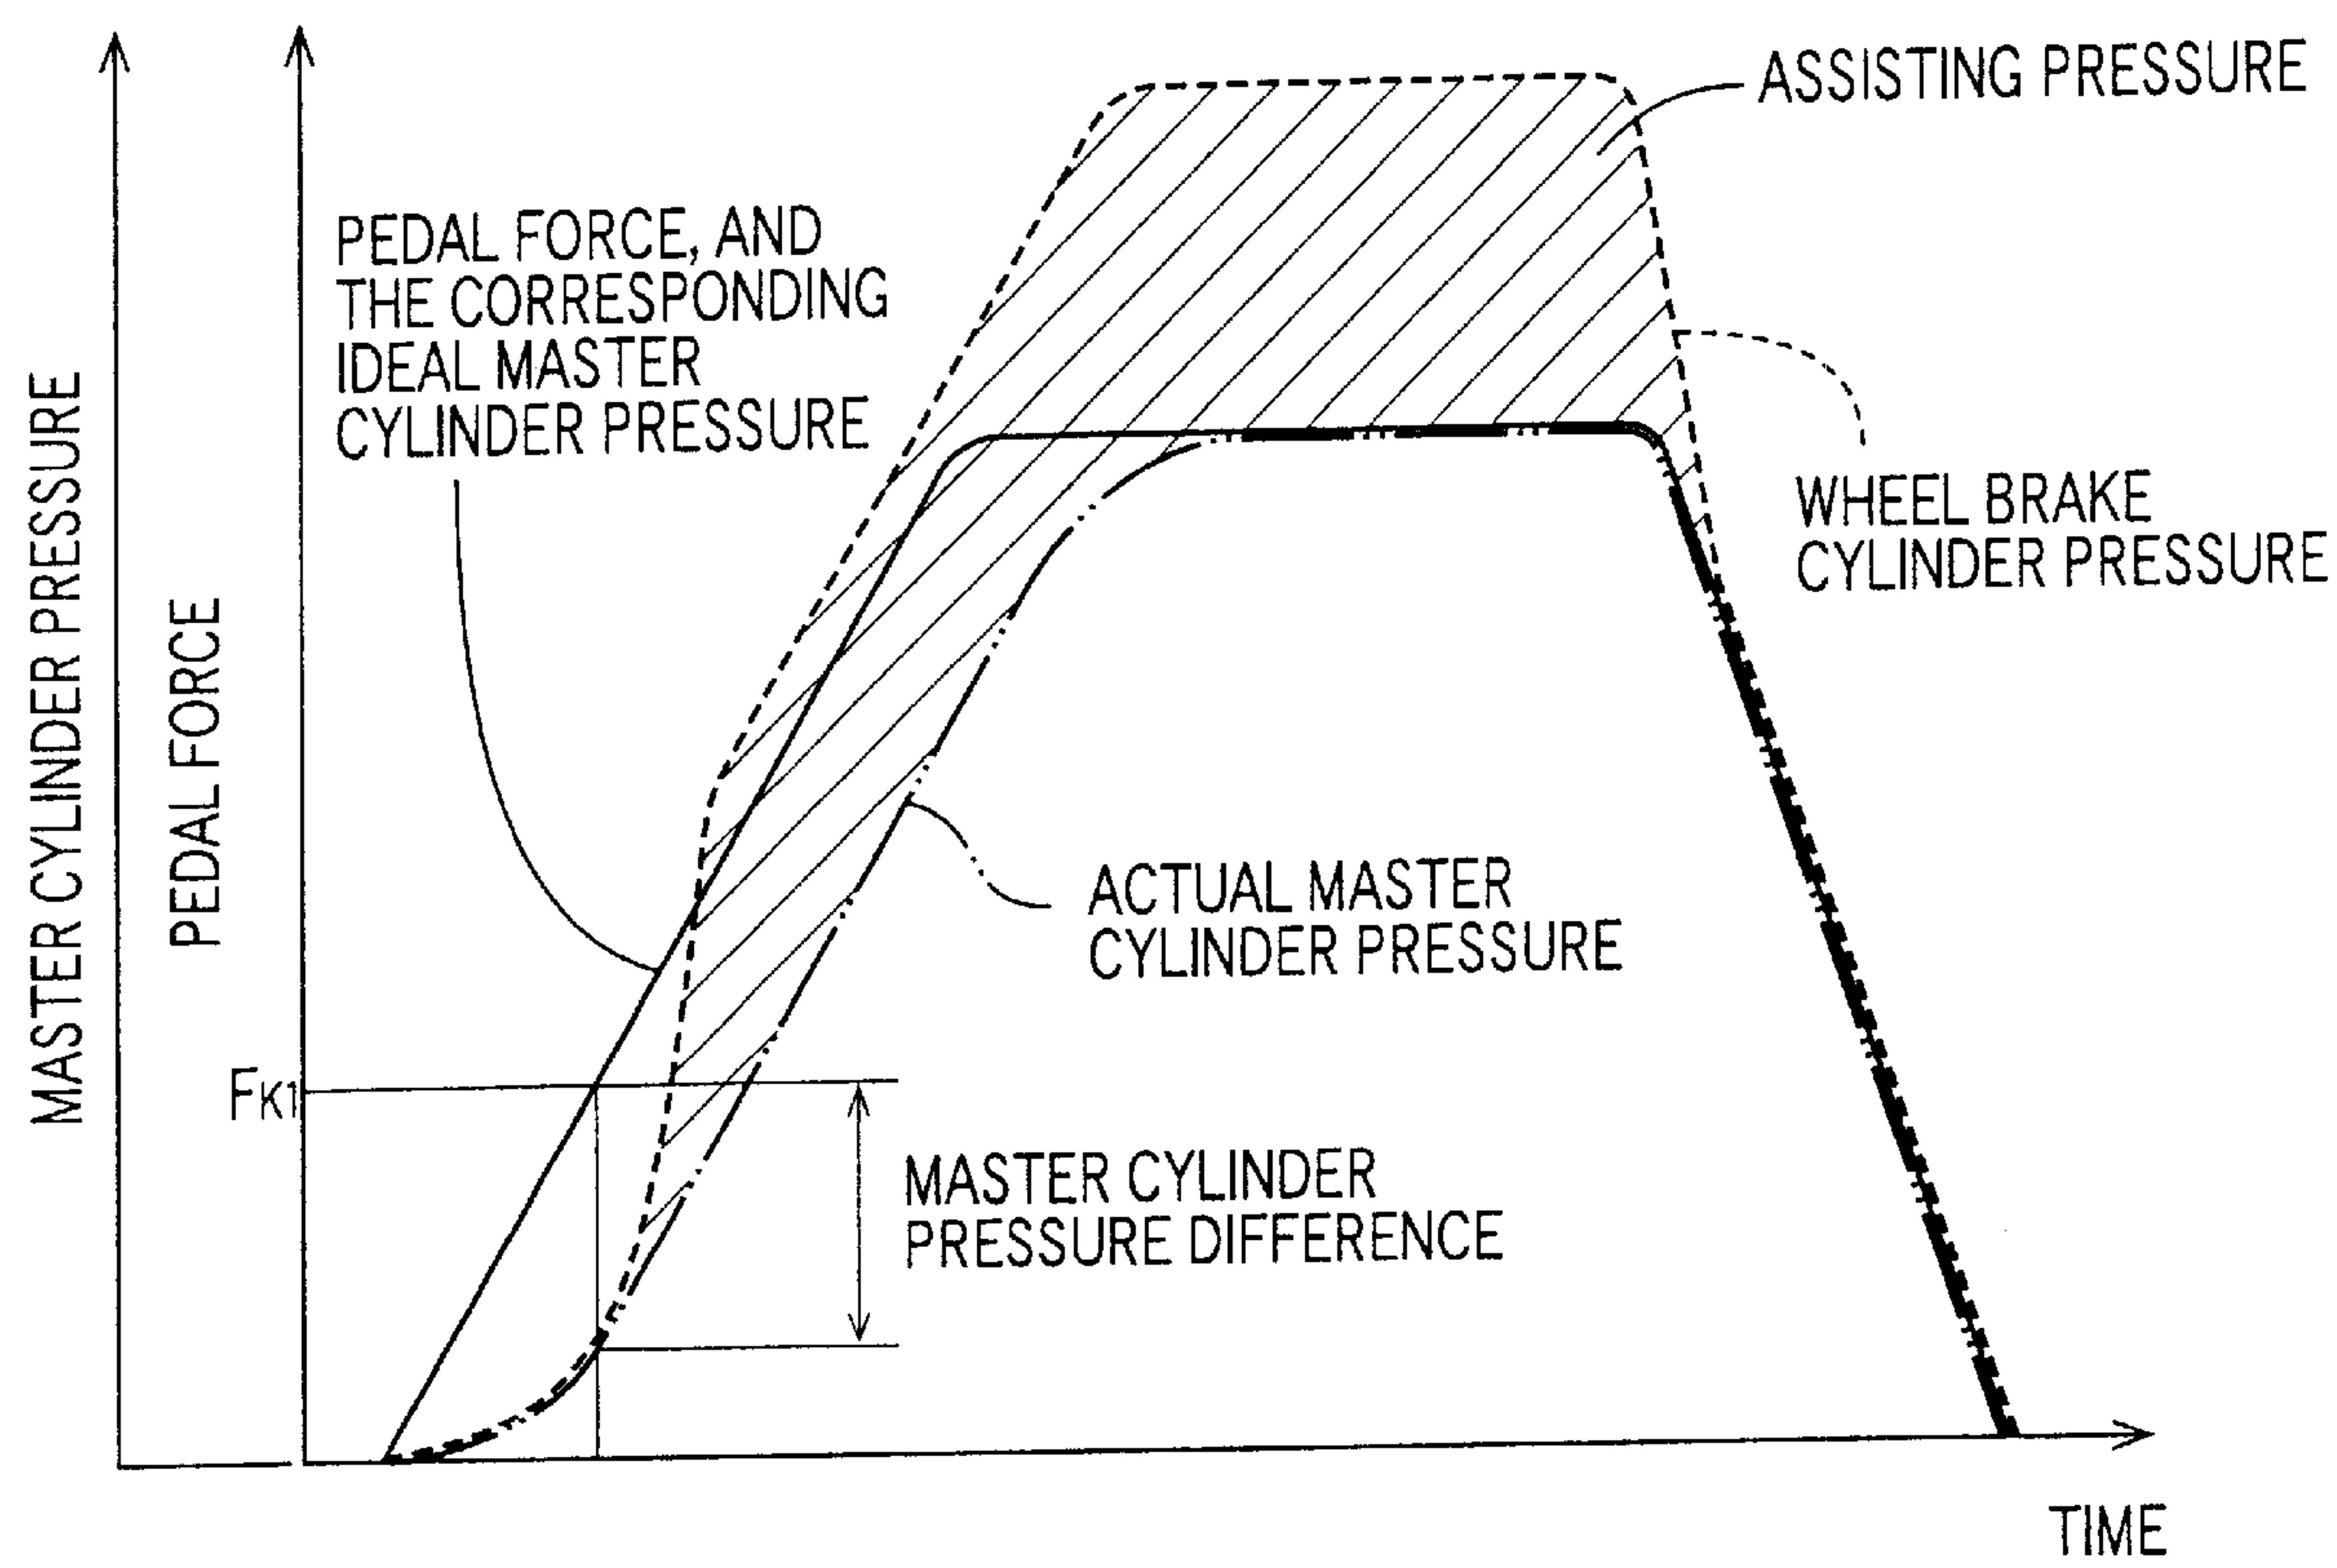 ASSISTING PRESSURE
PEDAL FORCE, AND
THE CORRESPONDING
IDEAL MASTER
CYLINDER PRESSURE
WHEEL BRAKE
CYLINDER PRESSURE
MASTER CYLINDER PRESSURE
PEDAL FORCE
ACTUAL MASTER
CYLINDER PRESSURE
FK1
MASTER CYLINDER
PRESSURE DIFFERENCE
TIME